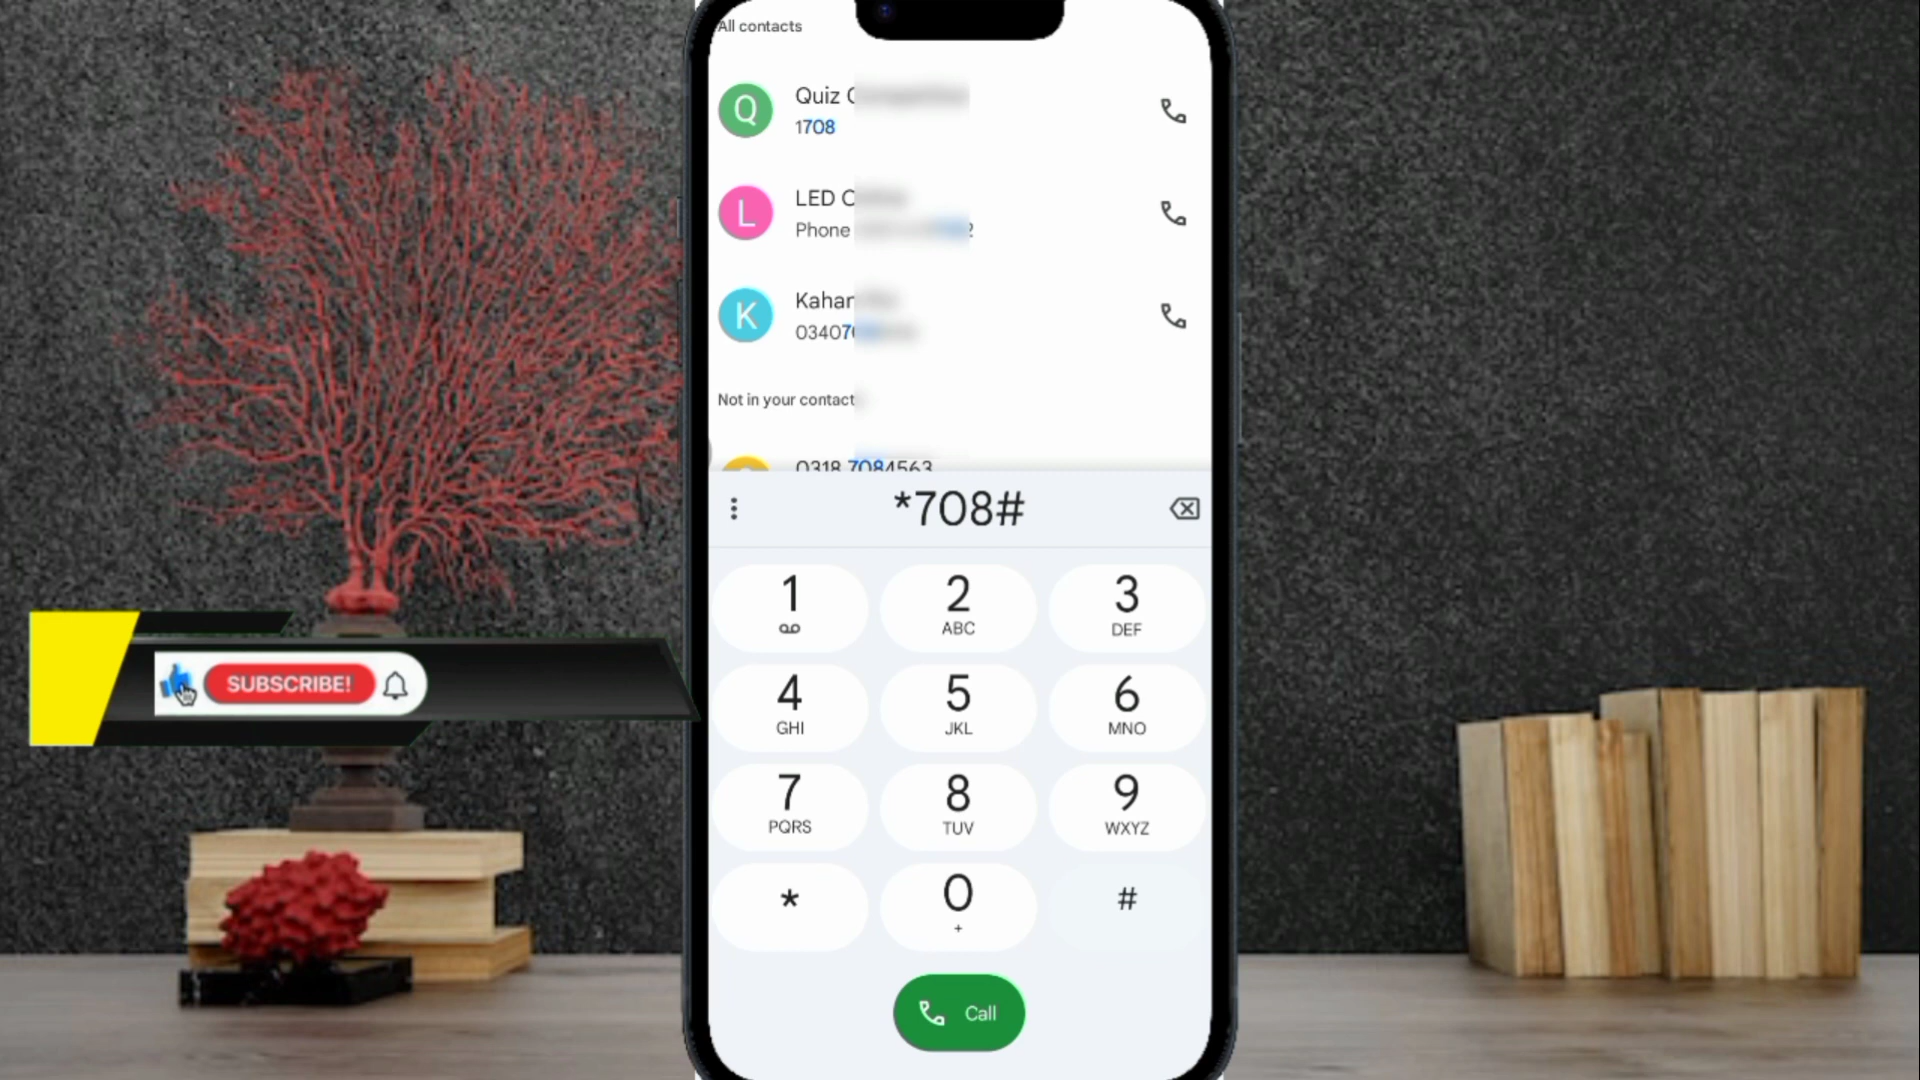 All contacts
Q
Quiz
1708
L
LED
Phone
K
Kahan
03407
Not in your contact
0318 7084563
*708#
1
2
ABC
3
DEF
4
GHI
5
JKL
6
MNO
7
PQRS
8
TUV
9
WXYZ
*
0
+
#
Call
SUBSCRIBE!